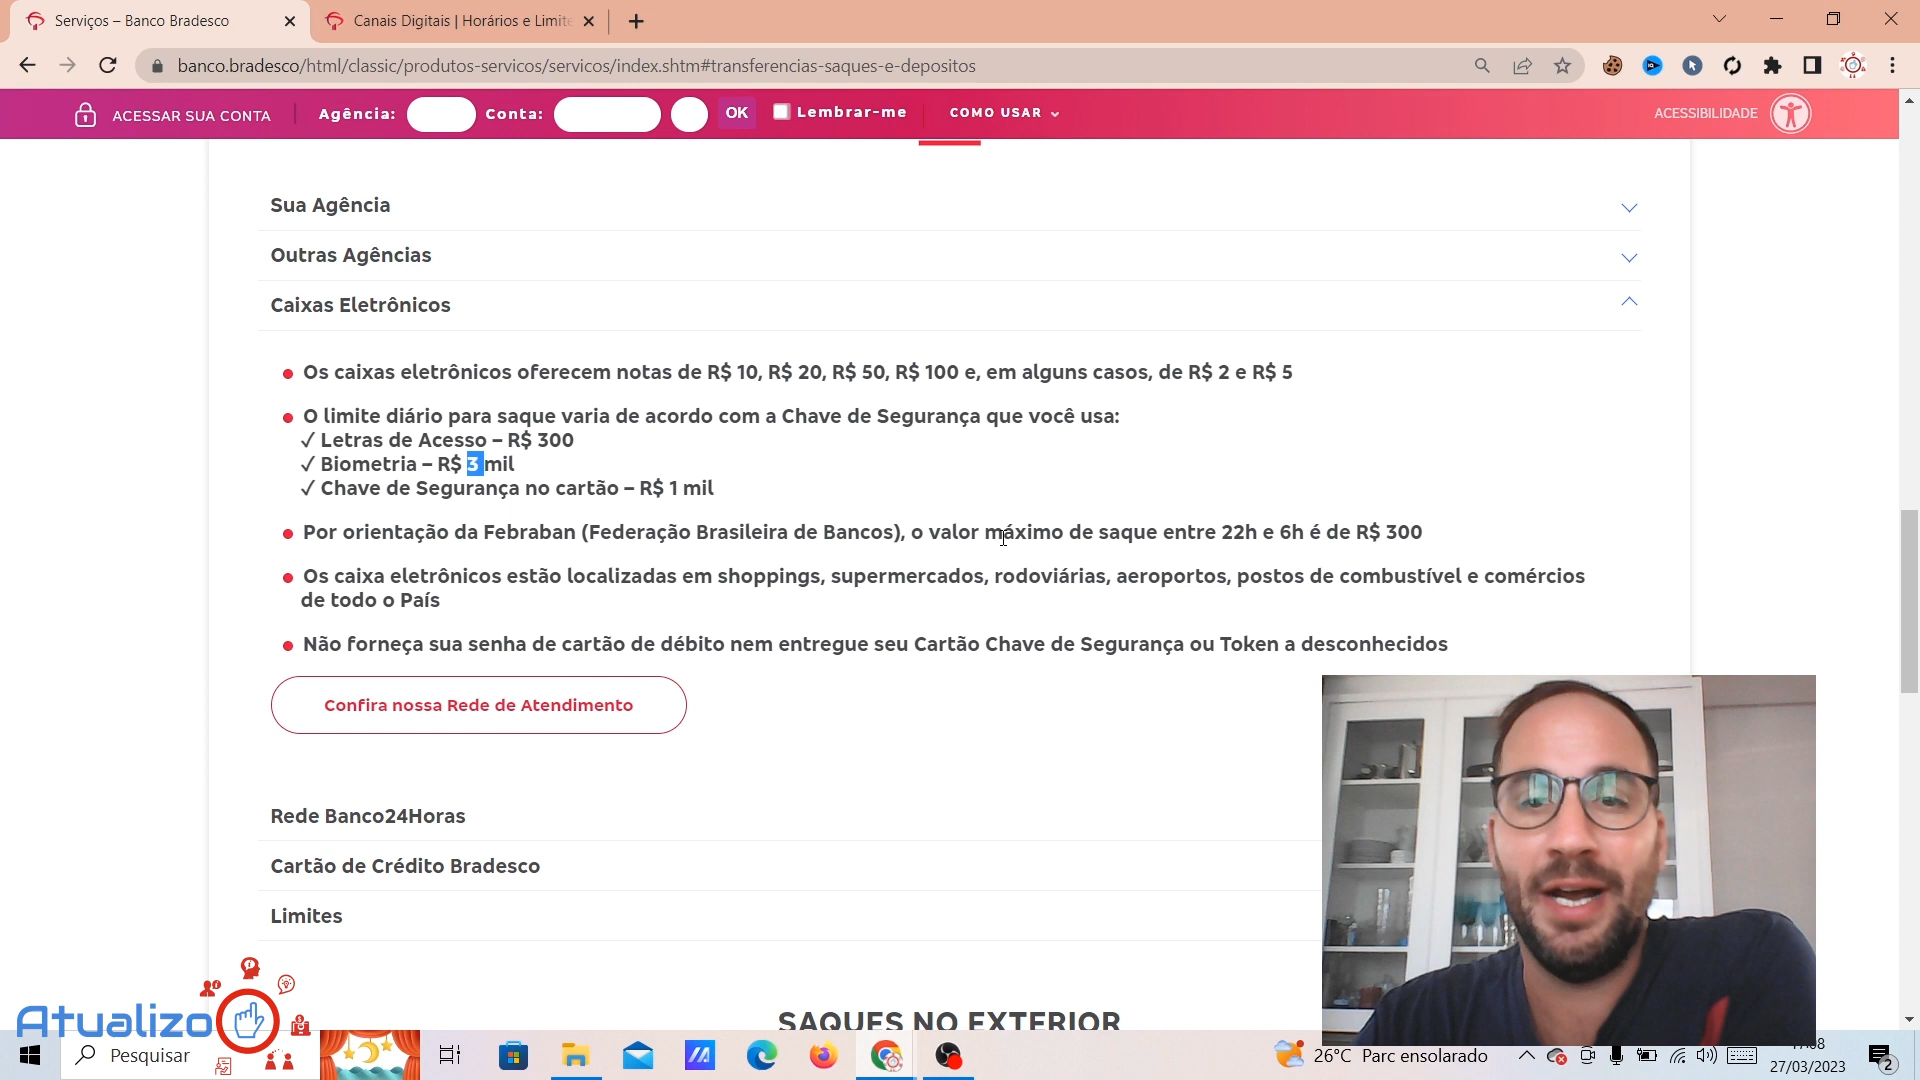 Serviços – Banco Bradesco
Canais Digitais | Horários e Limite
banco.bradesco/html/classic/produtos-servicos/servicos/index.shtm#transferencias-saques-e-depositos
ACESSAR SUA CONTA
Agência:
Conta:
OK
Lembrar-me
COMO USAR
ACESSIBILIDADE
Sua Agência
Outras Agências
Caixas Eletrônicos
Os caixas eletrônicos oferecem notas de R$ 10, R$ 20, R$ 50, R$ 100 e, em alguns casos, de R$ 2 e R$ 5
O limite diário para saque varia de acordo com a Chave de Segurança que você usa:
✓ Letras de Acesso – R$ 300
✓ Biometria – R$ 3 mil
✓ Chave de Segurança no cartão – R$ 1 mil
Por orientação da Febraban (Federação Brasileira de Bancos), o valor máximo de saque entre 22h e 6h é de R$ 300
Os caixa eletrônicos estão localizadas em shoppings, supermercados, rodoviárias, aeroportos, postos de combustível e comércios
de todo o País
Não forneça sua senha de cartão de débito nem entregue seu Cartão Chave de Segurança ou Token a desconhecidos
Confira nossa Rede de Atendimento
Rede Banco24Horas
Cartão de Crédito Bradesco
Limites
SAQUES NO EXTERIOR
Atualizo
Pesquisar
26°C Parc ensolarado
27/03/2023
2